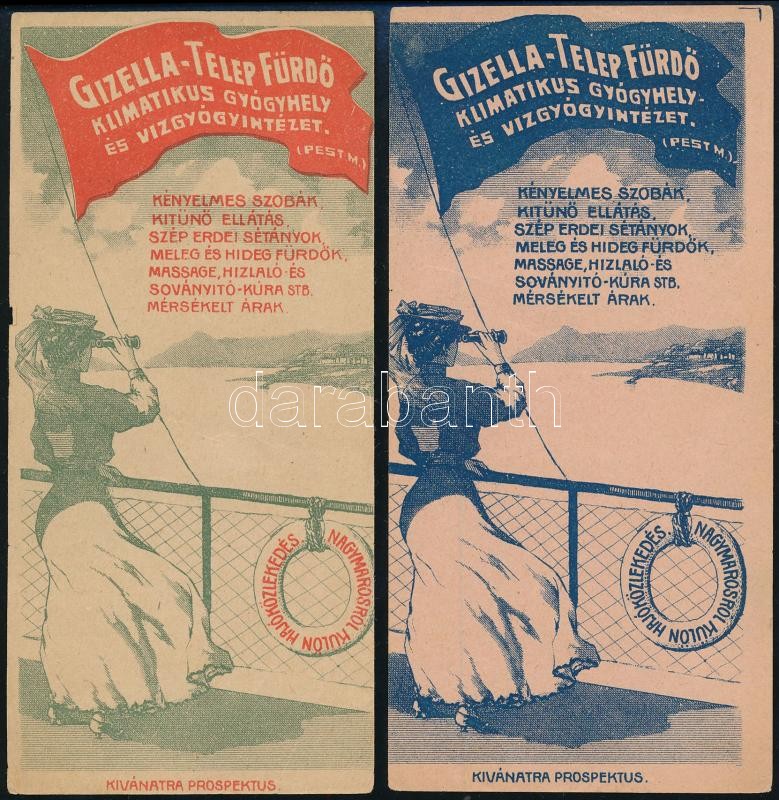 GIZELLA-TELEP FÜRDŐ
KLIMATIKUS GYÓGYHELY
ÉS VIZGYÓGYINTÉZET.
(PEST M.)
KÉNYELMES SZOBÁK,
KITÜNŐ ELLÁTÁS,
SZÉP ERDEI SÉTÁNYOK,
MELEG ÉS HIDEG FÜRDŐK,
MASSAGE, HIZLALÓ-ÉS
SOVÁNYITÓ-KÚRA STB.
MÉRSÉKELT ÁRAK.
NAGYMAROSRÓL KÜLÖN HAJÓKÖZLEKEDÉS
KIVÁNATRA PROSPEKTUS.
GIZELLA-TELEP FÜRDŐ
KLIMATIKUS GYÓGYHELY-
ÉS VIZGYÓGYINTÉZET.
(PEST M.)
KÉNYELMES SZOBÁK,
KITÜNŐ ELLÁTÁS,
SZÉP ERDEI SÉTÁNYOK,
MELEG ÉS HIDEG FÜRDŐK,
MASSAGE, HIZLALÓ-ÉS
SOVÁNYITÓ-KÚRA STB.
MÉRSÉKELT ÁRAK.
NAGYMAROSRÓL KÜLÖN HAJÓKÖZLEKEDÉS
KIVÁNATRA PROSPEKTUS.
darabanth